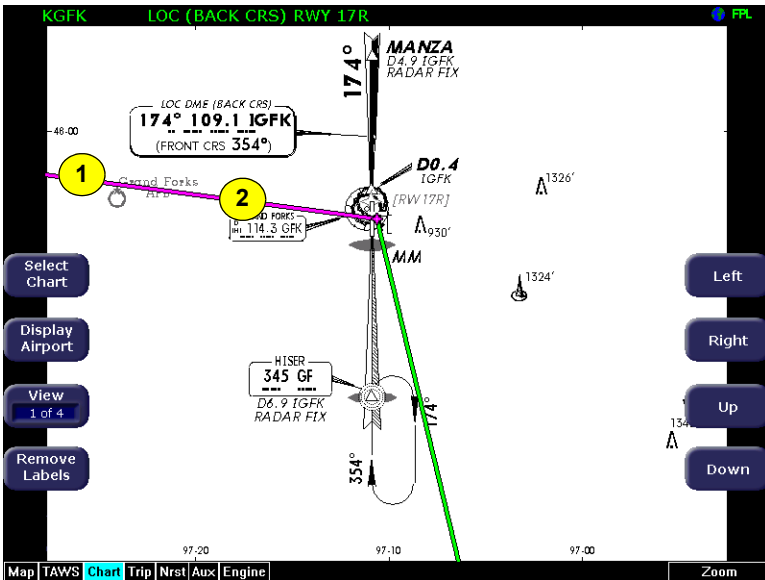 KGFK
LOC (BACK CRS) RWY 17R
FPL
174°
MANZA
D4.9 IGFK
RADAR FIX
LOC DME (BACK CRS)
174° 109.1 IGFK
(FRONT CRS 354°)
48-00
1
Grand Forks
AFB
2
D0.4
IGFK
[RW17R]
1326'
114.3 GFK
930'
MM
1324'
Select
Chart
Display
Airport
View
1 of 4
Remove
Labels
Left
Right
Up
Down
HISER
345 GF
D6.9 IGFK
RADAR FIX
174°
354°
97-20
97-10
97-00
Map
TAWS
Chart
Trip
Nrst
Aux
Engine
Zoom